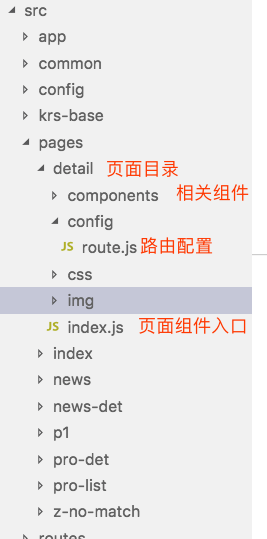 src
app
common
config
krs-base
pages
detail 页面目录
components 相关组件
config
JS route.js 路由配置
css
img
JS index.js 页面组件入口
index
news
news-det
p1
pro-det
pro-list
z-no-match
routes